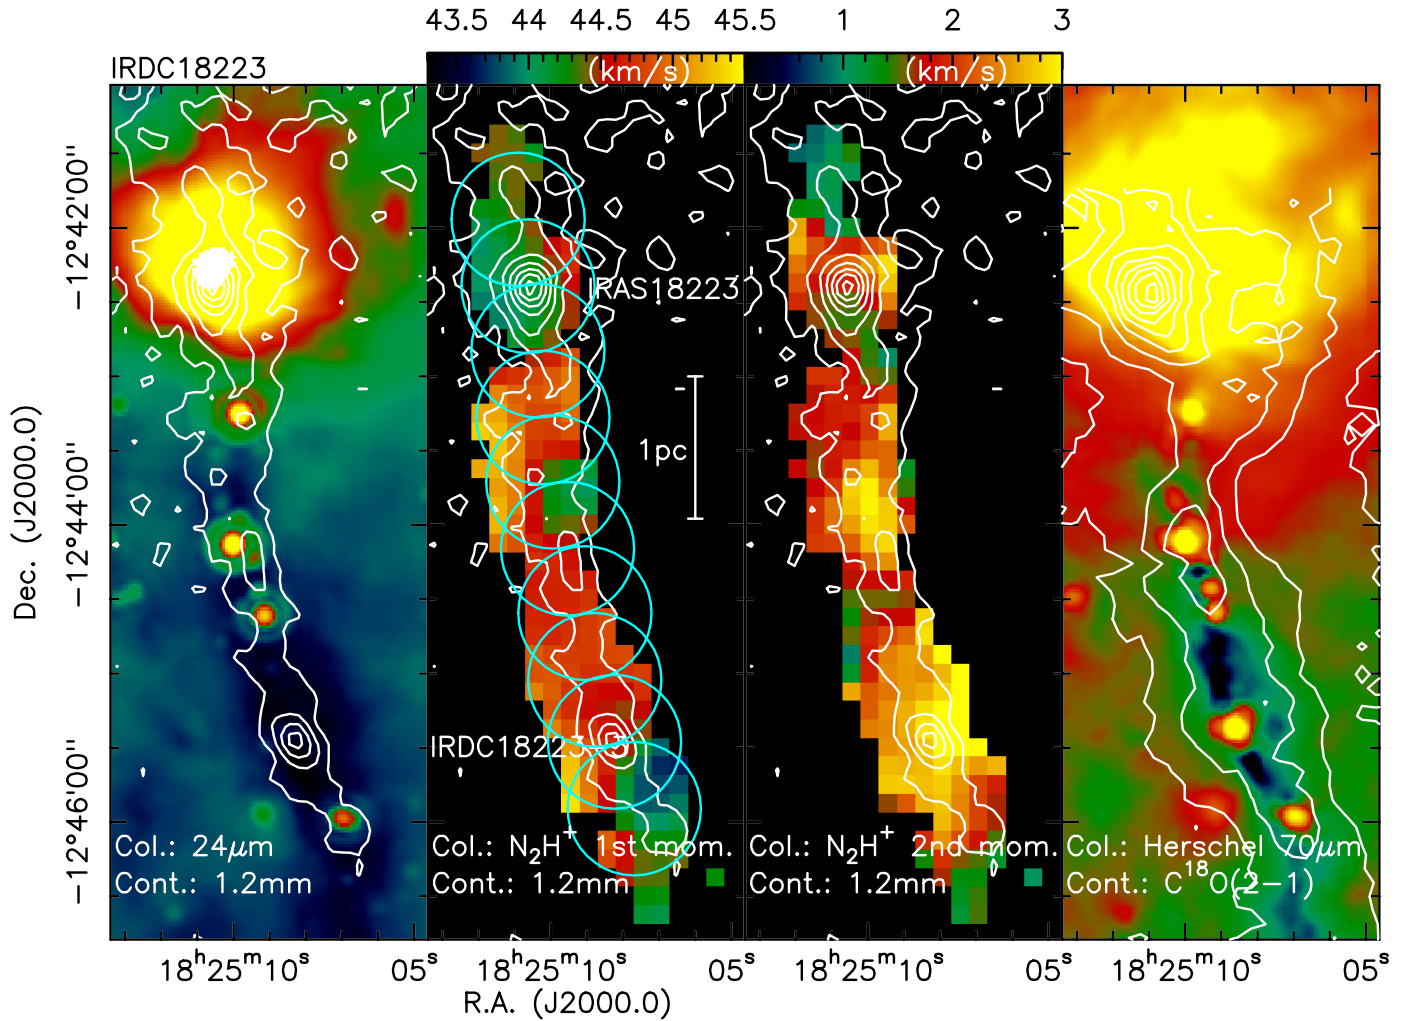 43.5 44 44.5 45 45.5 1 2 3
IRDC18223
(km/s) (km/s)
−12°42'00''
IRAS18223
1pc
−12°44'00''
Dec. (J2000.0)
IRDC18223−3
−12°46'00''
Col.: 24μm
Cont.: 1.2mm
Col.: N₂H⁺ 1st mom.
Cont.: 1.2mm
Col.: N₂H⁺ 2nd mom.
Cont.: 1.2mm
Col.: Herschel 70μm
Cont.: C¹⁸O(2−1)
18ʰ25ᵐ10ˢ 05ˢ 18ʰ25ᵐ10ˢ 05ˢ 18ʰ25ᵐ10ˢ 05ˢ 18ʰ25ᵐ10ˢ 05ˢ
R.A. (J2000.0)